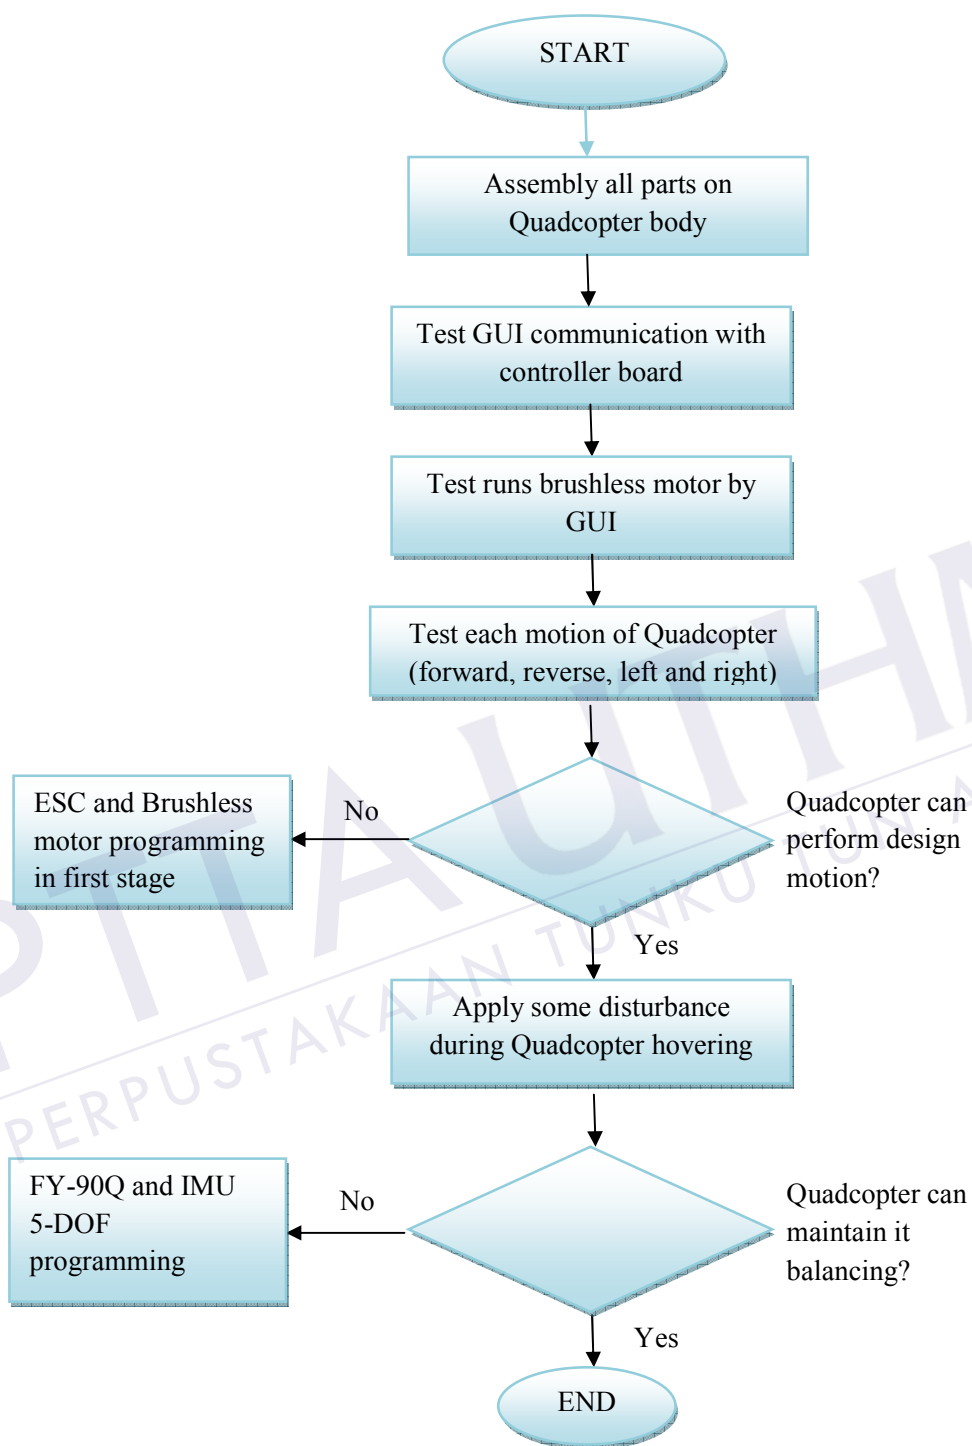 START
Assembly all parts on
Quadcopter body
Test GUI communication with
controller board
Test runs brushless motor by
GUI
Test each motion of Quadcopter
(forward, reverse, left and right)
ESC and Brushless
motor programming
in first stage
No
Quadcopter can
perform design
motion?
Yes
Apply some disturbance
during Quadcopter hovering
FY-90Q and IMU
5-DOF
programming
No
Quadcopter can
maintain it
balancing?
Yes
END
PTTA UTHM
PERPUSTAKAAN TUNKU TUN A